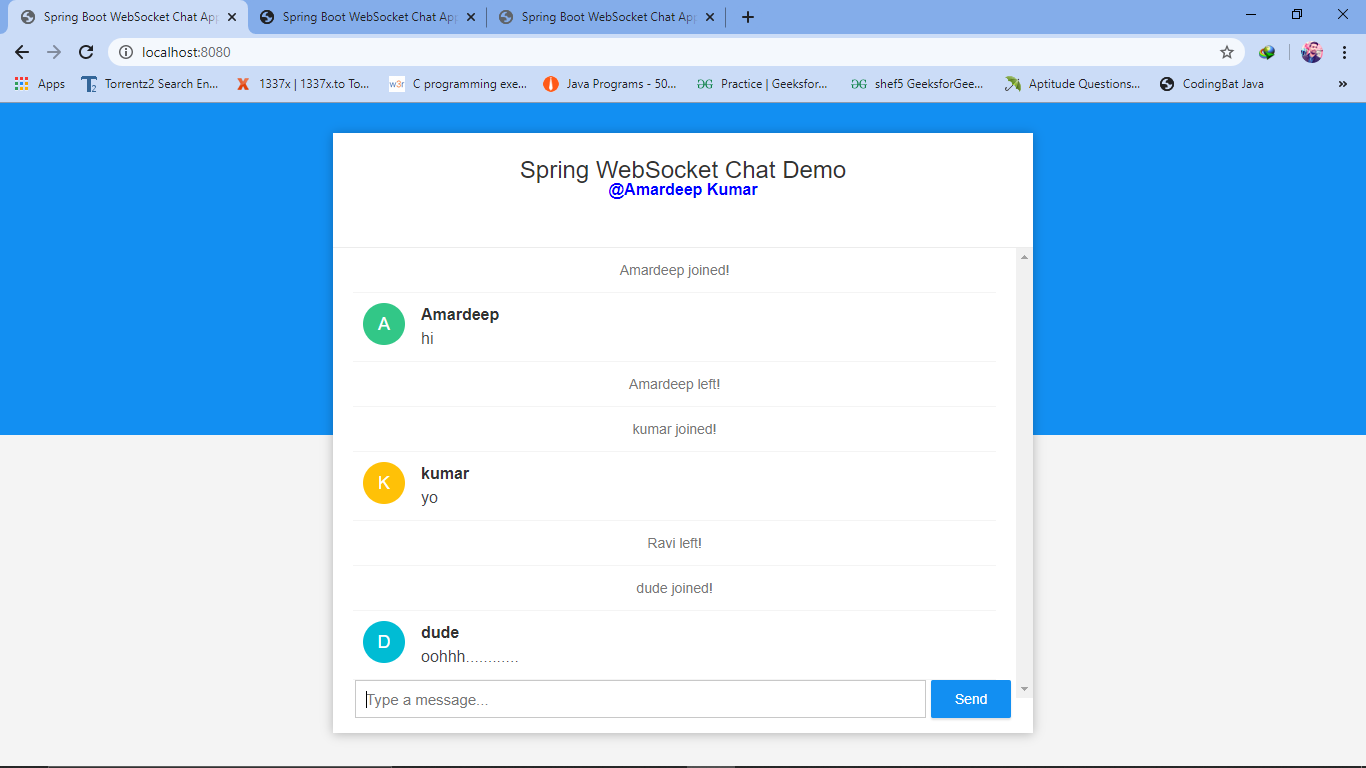 Spring Boot WebSocket Chat App
Spring Boot WebSocket Chat App
Spring Boot WebSocket Chat App
localhost:8080
Apps
Torrentz2 Search En...
1337x | 1337x.to To...
w3r
C programming exe...
Java Programs - 50...
Practice | Geeksfor...
shef5 GeeksforGee...
Aptitude Questions...
CodingBat Java
»
Spring WebSocket Chat Demo
@Amardeep Kumar
Amardeep joined!
A
Amardeep
hi
Amardeep left!
kumar joined!
K
kumar
yo
Ravi left!
dude joined!
D
dude
oohhh............
Type a message...
Send